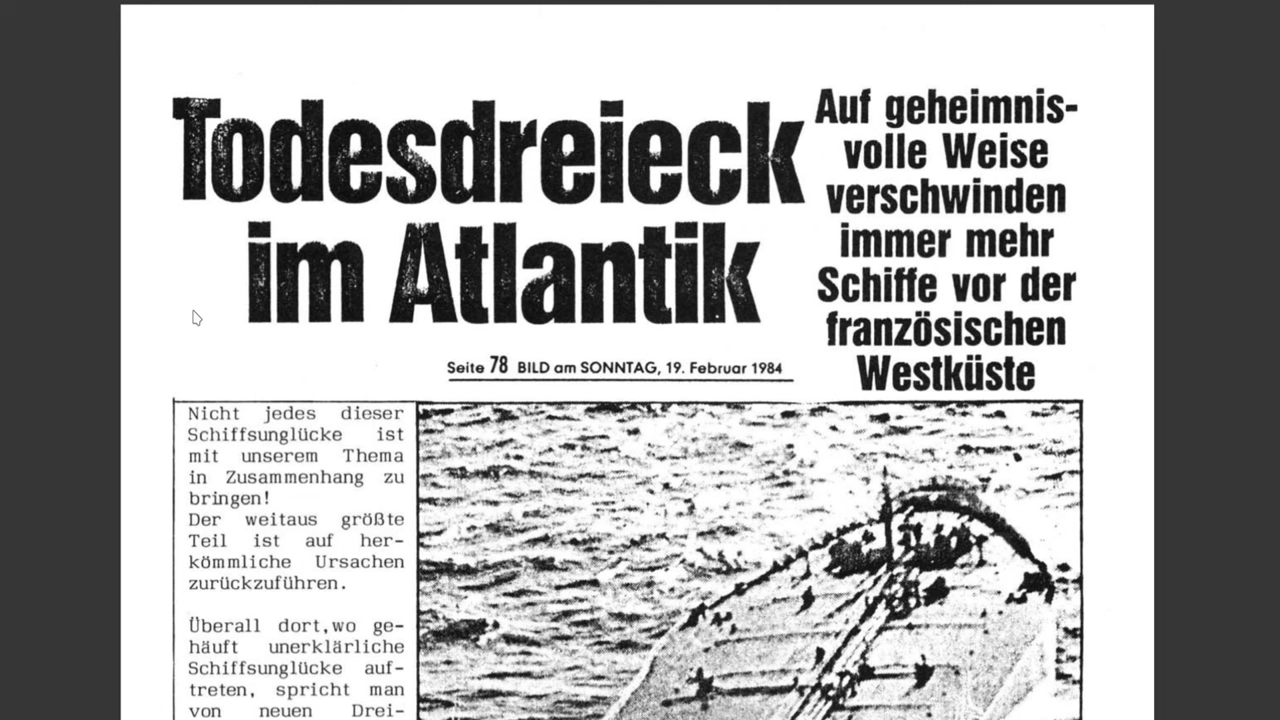 Todesdreieck
im Atlantik
Auf geheimnis-
volle Weise
verschwinden
immer mehr
Schiffe vor der
französischen
Westküste
Seite 78 BILD am SONNTAG, 19. Februar 1984
Nicht jedes dieser
Schiffsunglücke ist
mit unserem Thema
in Zusammenhang zu
bringen!
Der weitaus größte
Teil ist auf her-
kömmliche Ursachen
zurückzuführen.
Überall dort,wo ge-
häuft unerklärliche
Schiffsunglücke auf-
treten, spricht man
von neuen Drei-